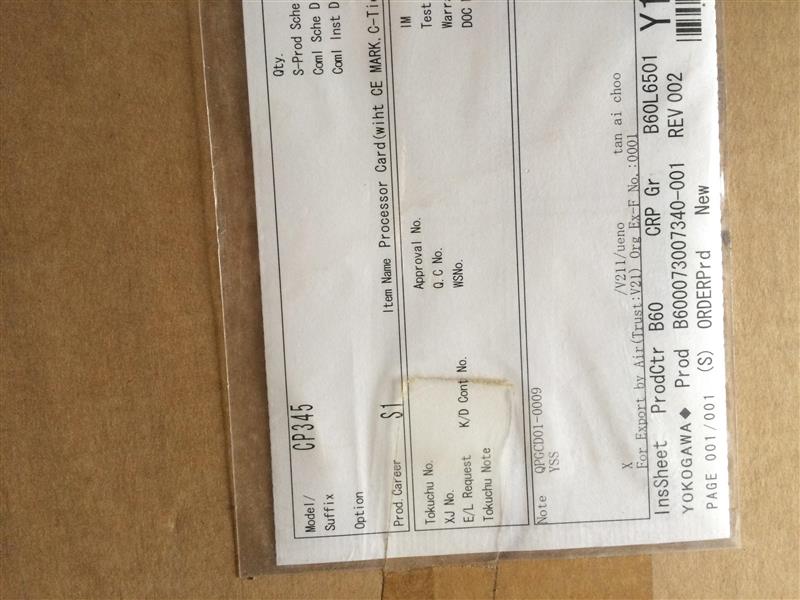 Model/ CP345 Qty.
Suffix S-Prod Sche
Coml Sche D
Option Coml Inst D
Prod. Career S1 Item Name Processor Card(wiht CE MARK. C-Ti
Tokuchu No. Approval No. IM
XJ No. Q.C No. Test
E/L Request K/D Cont No. WSNo. Warra
Tokuchu Note DOC
Note QPGCD01-0009
YSS
X /V211/ueno tan ai choo
For Export by Air(Trust:V21) Org Ex-F No.:0001
InsSheet ProdCtr B60 CRP Gr B60L6501 Y1
YOKOGAWA◆ Prod B600073007340-001 REV 002
PAGE 001/001 (S) ORDERPrd New